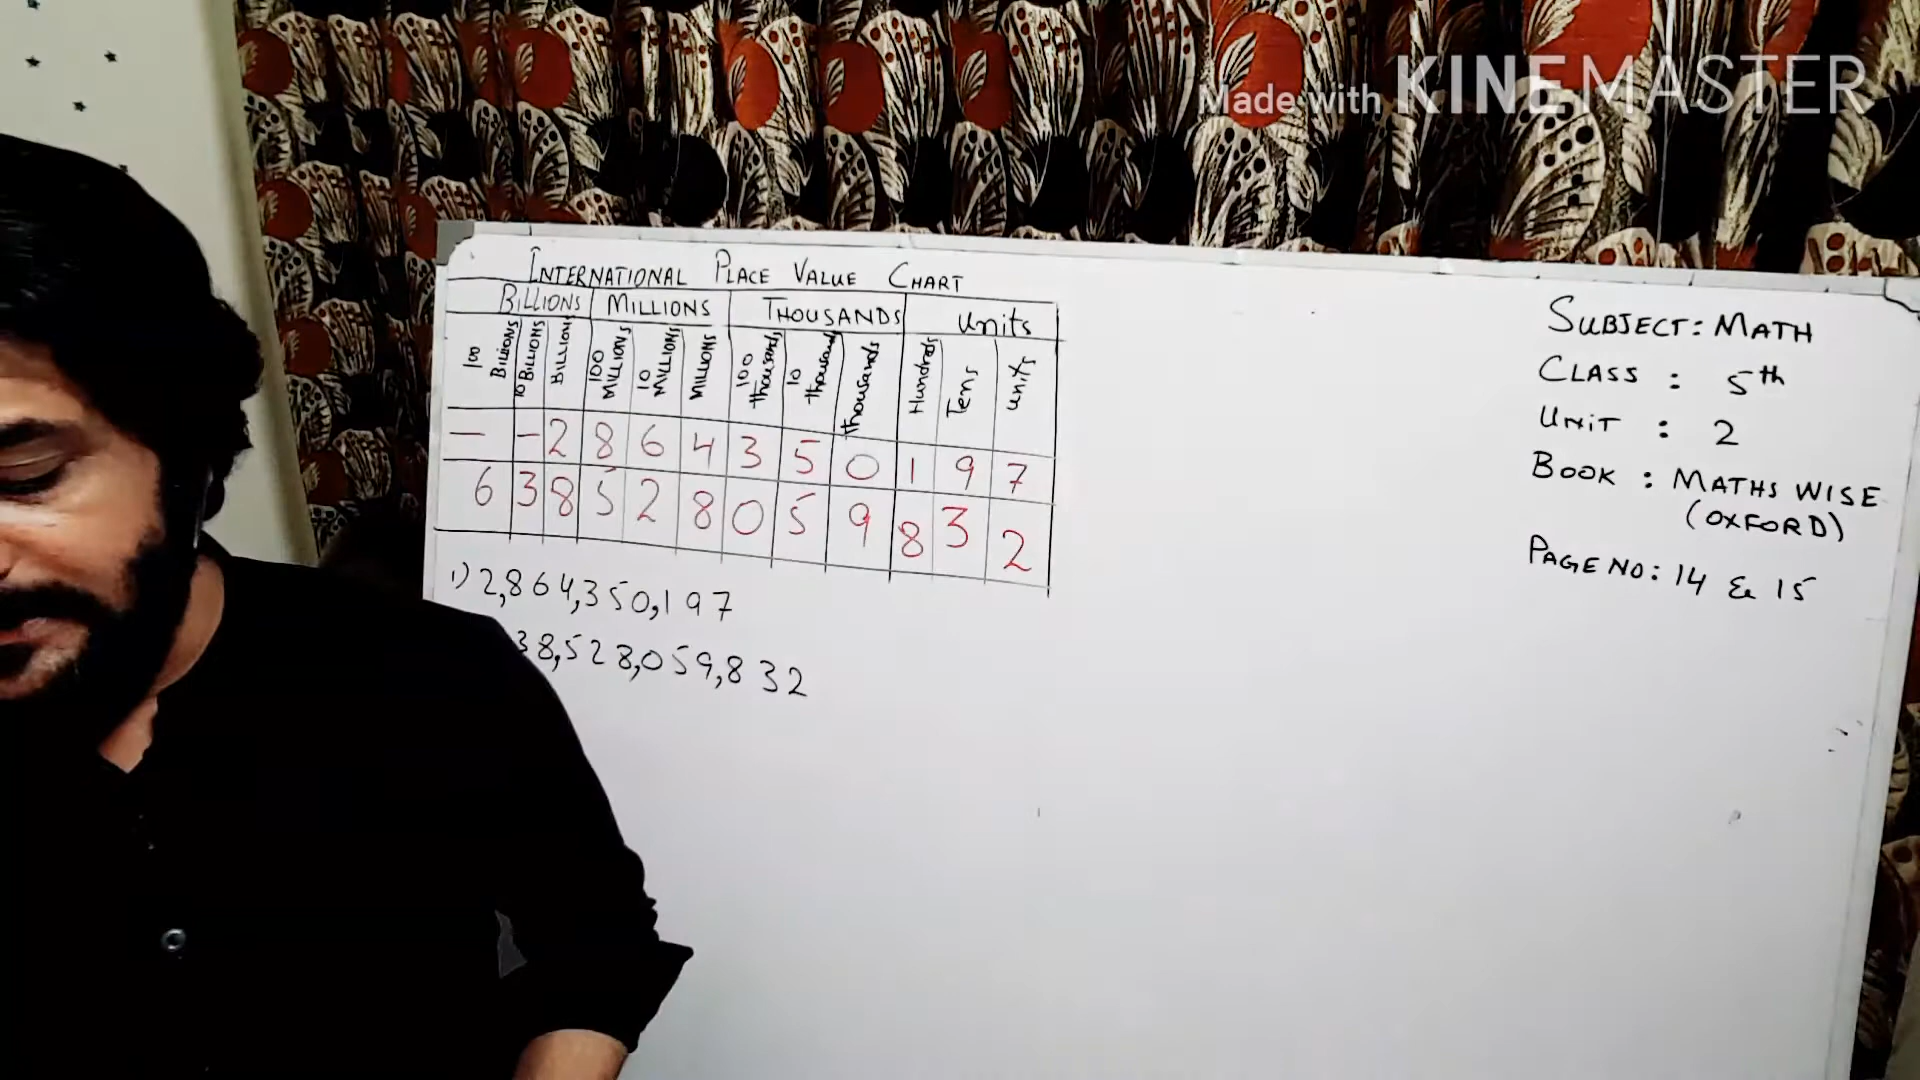 Made with KINEMASTER
INTERNATIONAL PLACE VALUE CHART
BILLIONS MILLIONS THOUSANDS Units
100 Billions 10 Billions Billions 100 Millions 10 Millions Millions 100 thousands 10 thousand thousands Hundreds Tens units
— – 2 8 6 4 3 5 0 1 9 7
6 3 8 5 2 8 0 5 9 8 3 2
1) 2,864,350,197
38,528,059,832
SUBJECT: MATH
CLASS : 5th
UNIT : 2
BOOK : MATHS WISE
(OXFORD)
PAGE NO: 14 & 15